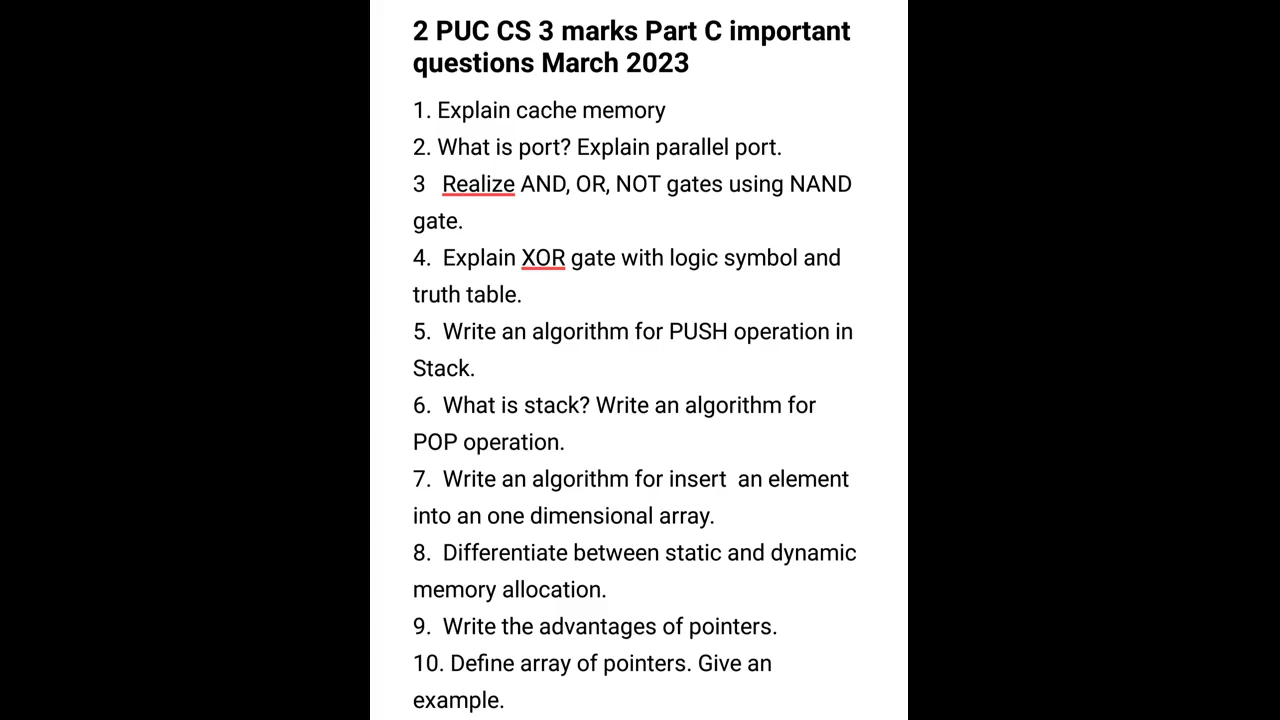 2 PUC CS 3 marks Part C important
questions March 2023
1. Explain cache memory
2. What is port? Explain parallel port.
3   Realize AND, OR, NOT gates using NAND
gate.
4.  Explain XOR gate with logic symbol and
truth table.
5.  Write an algorithm for PUSH operation in
Stack.
6.  What is stack? Write an algorithm for
POP operation.
7.  Write an algorithm for insert  an element
into an one dimensional array.
8.  Differentiate between static and dynamic
memory allocation.
9.  Write the advantages of pointers.
10. Define array of pointers. Give an
example.